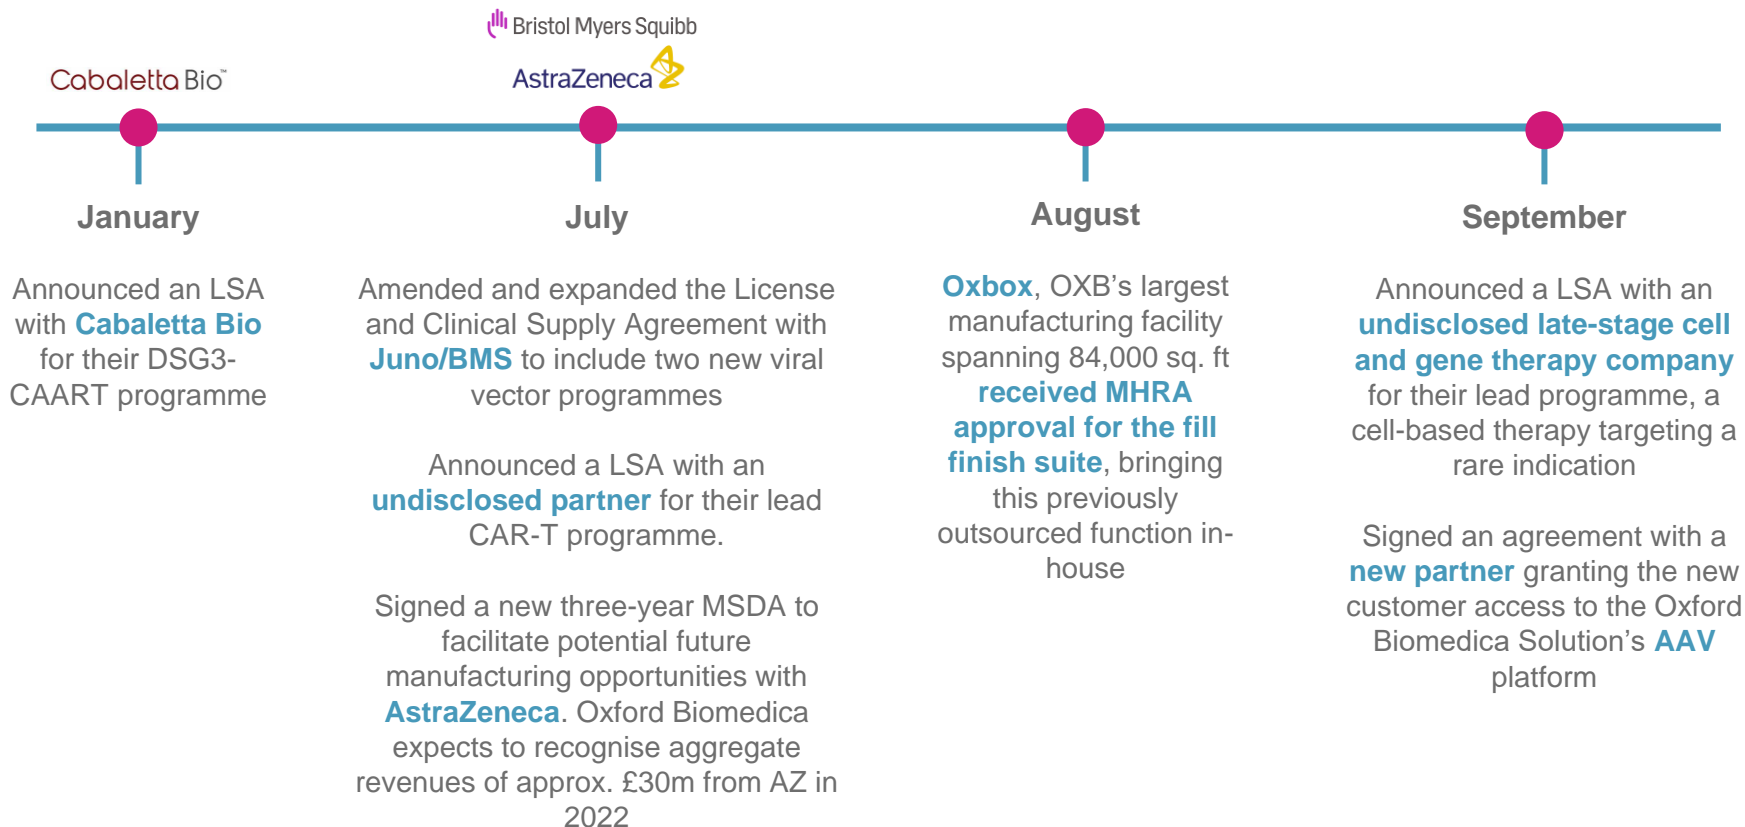 Bristol Myers Squibb
Cabaletta Bio™
AstraZeneca
January
Announced an LSA
with Cabaletta Bio
for their DSG3-
CAART programme
July
Amended and expanded the License
and Clinical Supply Agreement with
Juno/BMS to include two new viral
vector programmes
Announced a LSA with an
undisclosed partner for their lead
CAR-T programme.
Signed a new three-year MSDA to
facilitate potential future
manufacturing opportunities with
AstraZeneca. Oxford Biomedica
expects to recognise aggregate
revenues of approx. £30m from AZ in
2022
August
Oxbox, OXB’s largest
manufacturing facility
spanning 84,000 sq. ft
received MHRA
approval for the fill
finish suite, bringing
this previously
outsourced function in-
house
September
Announced a LSA with an
undisclosed late-stage cell
and gene therapy company
for their lead programme, a
cell-based therapy targeting a
rare indication
Signed an agreement with a
new partner granting the new
customer access to the Oxford
Biomedica Solution’s AAV
platform